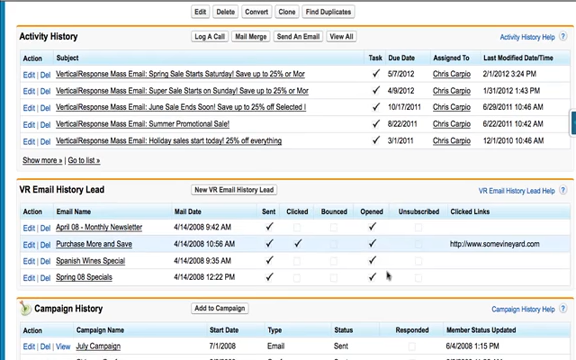 Edit Delete Convert Clone Find Duplicates
Activity History Log A Call Mail Merge Send An Email View All Activity History Help ?
Action Subject Task Due Date Assigned To Last Modified Date/Time
Edit | Del VerticalResponse Mass Email: Spring Sale Starts Saturday! Save up to 25% or Mor ✓ 5/7/2012 Chris Carpio 2/1/2012 3:24 PM
Edit | Del VerticalResponse Mass Email: Super Sale Starts on Sunday! Save up to 25% or Mor ✓ 4/9/2012 Chris Carpio 1/31/2012 1:43 PM
Edit | Del VerticalResponse Mass Email: June Sale Ends Soon! Save up to 25% off Selected I ✓ 10/17/2011 Chris Carpio 6/29/2011 10:46 AM
Edit | Del VerticalResponse Mass Email: Summer Promotional Sale! ✓ 8/22/2011 Chris Carpio 6/22/2011 10:42 AM
Edit | Del VerticalResponse Mass Email: Holiday sales start today! 25% off everything ✓ 3/1/2011 Chris Carpio 12/1/2010 10:46 AM
Show more » | Go to list »
VR Email History Lead New VR Email History Lead VR Email History Lead Help ?
Action Email Name Mail Date Sent Clicked Bounced Opened Unsubscribed Clicked Links
Edit | Del April 08 - Monthly Newsletter 4/14/2008 9:42 AM ✓ ✓
Edit | Del Purchase More and Save 4/14/2008 10:56 AM ✓ ✓ ✓ http://www.somevineyard.com
Edit | Del Spanish Wines Special 4/14/2008 9:35 AM ✓ ✓
Edit | Del Spring 08 Specials 4/14/2008 12:22 PM ✓ ✓
Campaign History Add to Campaign Campaign History Help ?
Action Campaign Name Start Date Type Status Responded Member Status Updated
Edit | Del | View July Campaign 7/1/2008 Email Sent 6/4/2008 1:15 PM